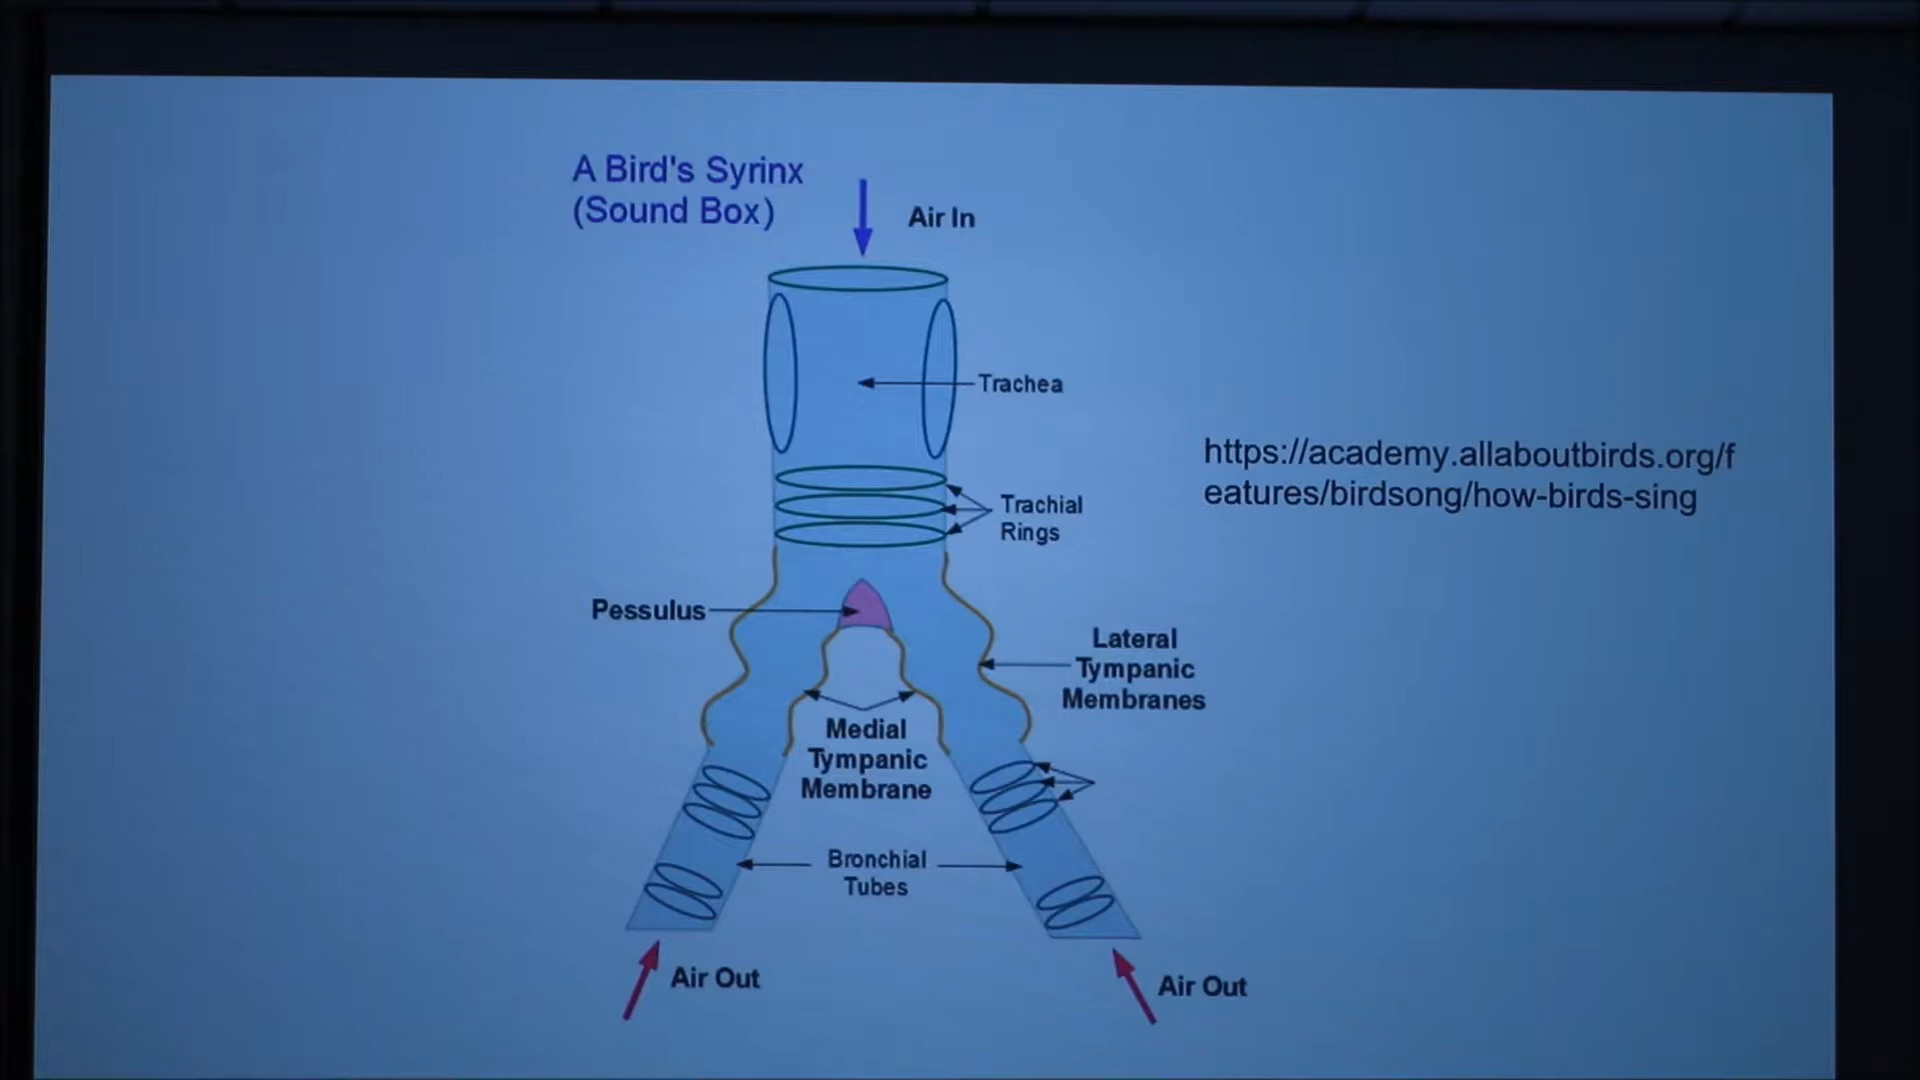 A Bird's Syrinx
(Sound Box)
Air In
Trachea
https://academy.allaboutbirds.org/f
eatures/birdsong/how-birds-sing
Trachial
Rings
Pessulus
Lateral
Tympanic
Membranes
Medial
Tympanic
Membrane
Bronchial
Tubes
Air Out
Air Out